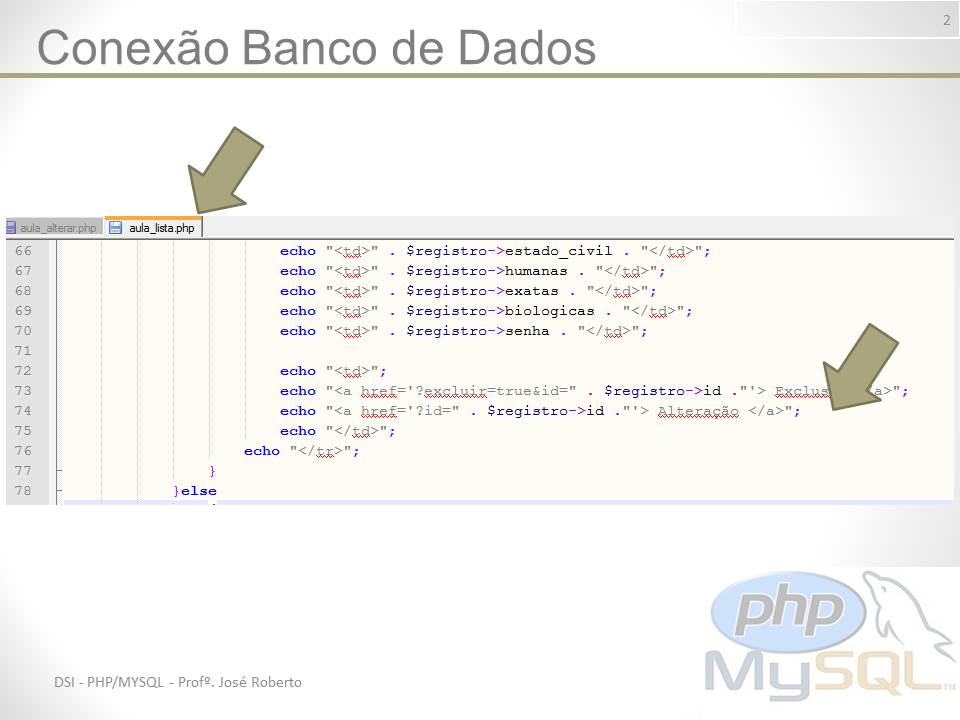 2
Conexão Banco de Dados
aula_alterar.php aula_lista.php
66 echo "<td>" . $registro->estado_civil . "</td>";
67 echo "<td>" . $registro->humanas . "</td>";
68 echo "<td>" . $registro->exatas . "</td>";
69 echo "<td>" . $registro->biologicas . "</td>";
70 echo "<td>" . $registro->senha . "</td>";
71
72 echo "<td>";
73 echo "<a href='?excluir=true&id=" . $registro->id ."'> a>";
74 echo "<a href='?id=" . $registro->id ."'> Alteração </a>";
75 echo "</td>";
76 echo "</tr>";
77 }
78 }else
php
MySQL TM
DSI - PHP/MYSQL - Profº. José Roberto